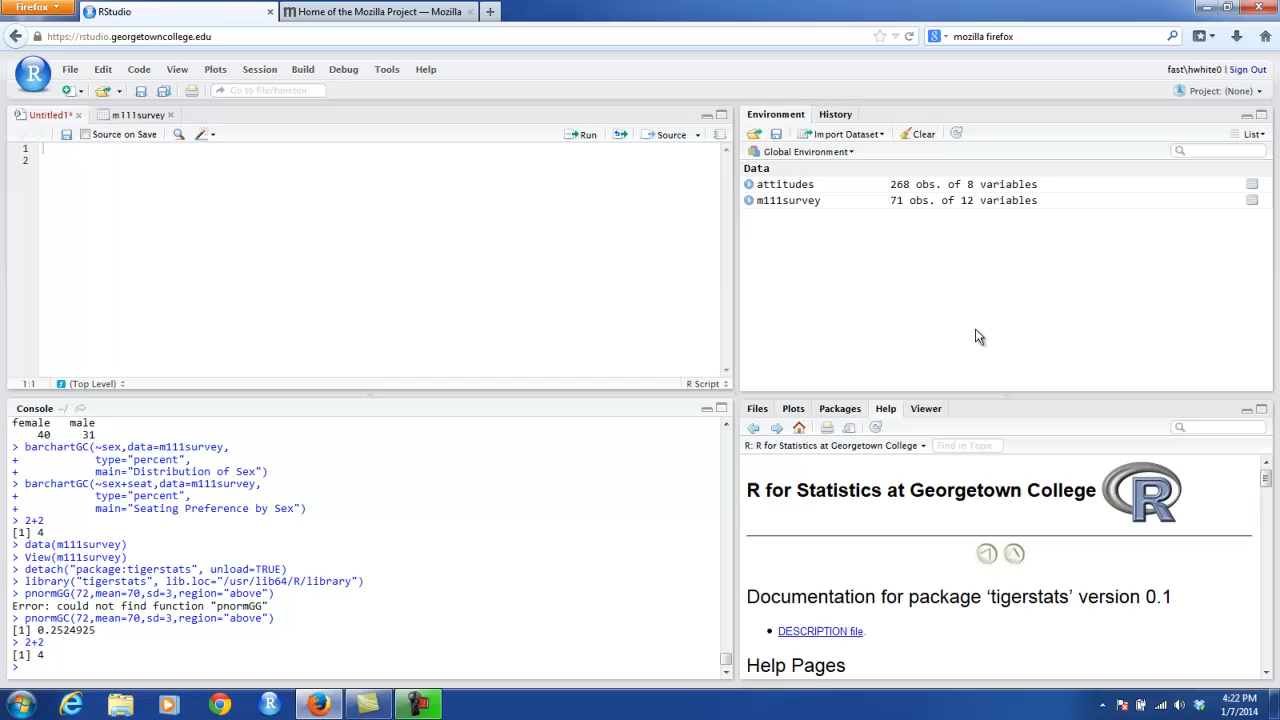 Firefox
RStudio
Home of the Mozilla Project — Mozilla
https://rstudio.georgetowncollege.edu
mozilla firefox
File Edit Code View Plots Session Build Debug Tools Help
fast\hwhite0 | Sign Out
Go to file/function
Project: (None)
Untitled1*
m111survey
Source on Save
Run
Source
1
2
1:1
(Top Level)
R Script
Environment History
Import Dataset
Clear
List
Global Environment
Data
attitudes 268 obs. of 8 variables
m111survey 71 obs. of 12 variables
Console ~/
female male
40 31
> barchartGC(~sex,data=m111survey,
+ type="percent",
+ main="Distribution of Sex")
> barchartGC(~sex+seat,data=m111survey,
+ type="percent",
+ main="Seating Preference by Sex")
> 2+2
[1] 4
> data(m111survey)
> View(m111survey)
> detach("package:tigerstats", unload=TRUE)
> library("tigerstats", lib.loc="/usr/lib64/R/library")
> pnormGG(72,mean=70,sd=3,region="above")
Error: could not find function "pnormGG"
> pnormGC(72,mean=70,sd=3,region="above")
[1] 0.2524925
> 2+2
[1] 4
>
Files Plots Packages Help Viewer
R: R for Statistics at Georgetown College
Find in Topic
R for Statistics at Georgetown College
R
Documentation for package ‘tigerstats’ version 0.1
• DESCRIPTION file.
Help Pages
4:22 PM
1/7/2014